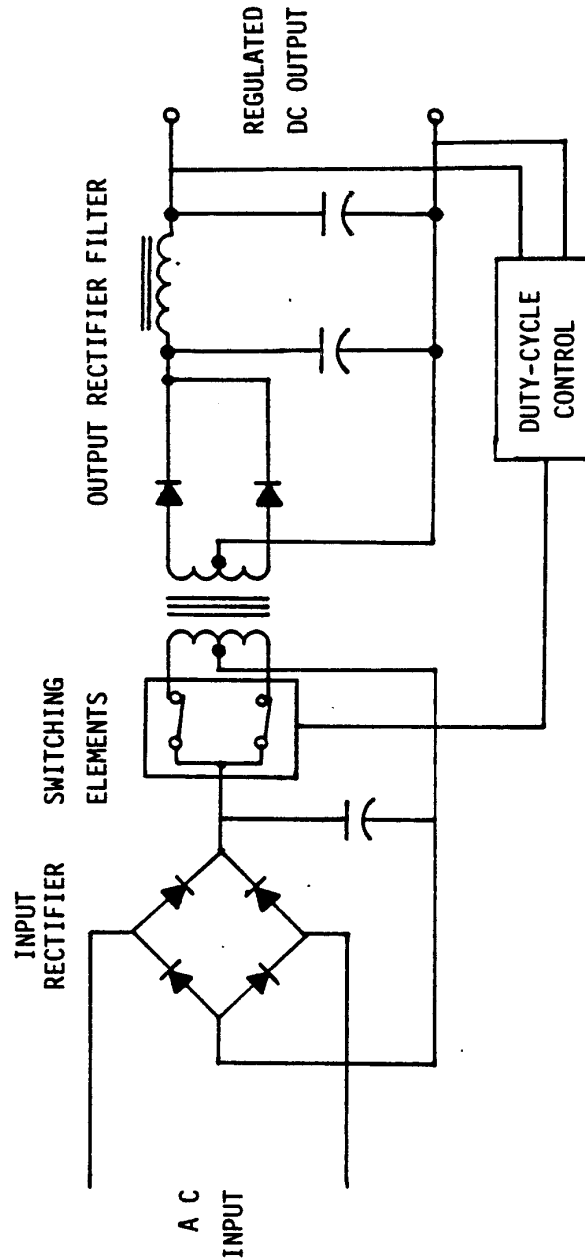 A C
INPUT
INPUT
RECTIFIER
SWITCHING
ELEMENTS
OUTPUT RECTIFIER FILTER
REGULATED
DC OUTPUT
DUTY-CYCLE
CONTROL